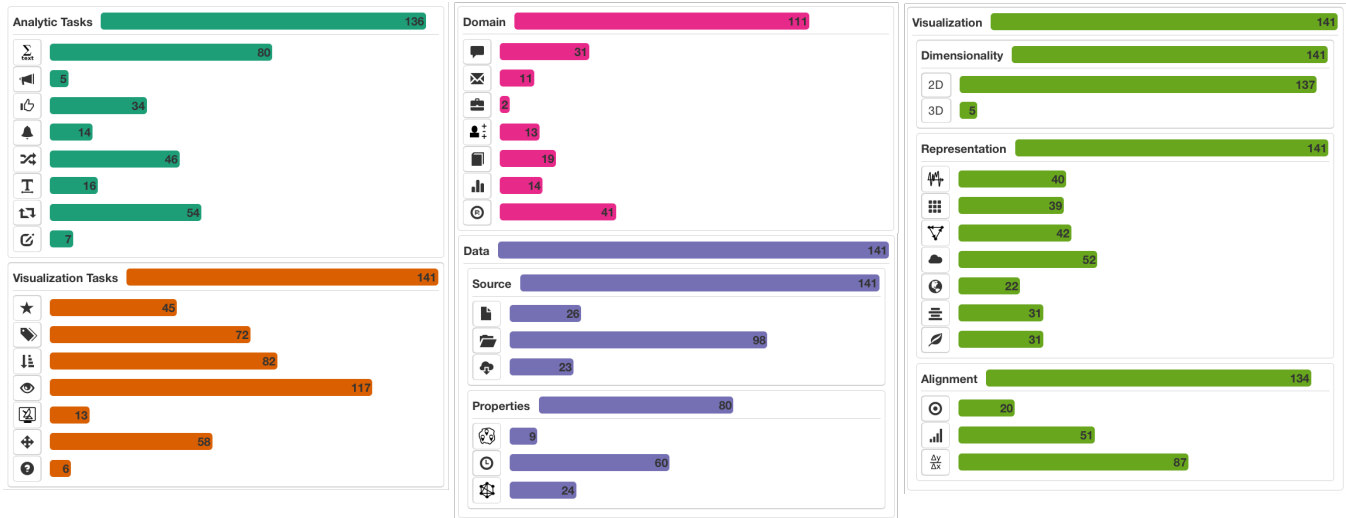 Analytic Tasks 136
Σ text 80
5
34
14
46
T 16
54
7
Visualization Tasks 141
45
72
82
117
13
58
? 6
Domain 111
31
11
2
13
19
14
R 41
Data 141
Source 141
26
98
23
Properties 80
9
60
24
Visualization 141
Dimensionality 141
2D 137
3D 5
Representation 141
40
39
42
52
22
31
31
Alignment 134
20
51
Δy
Δx 87